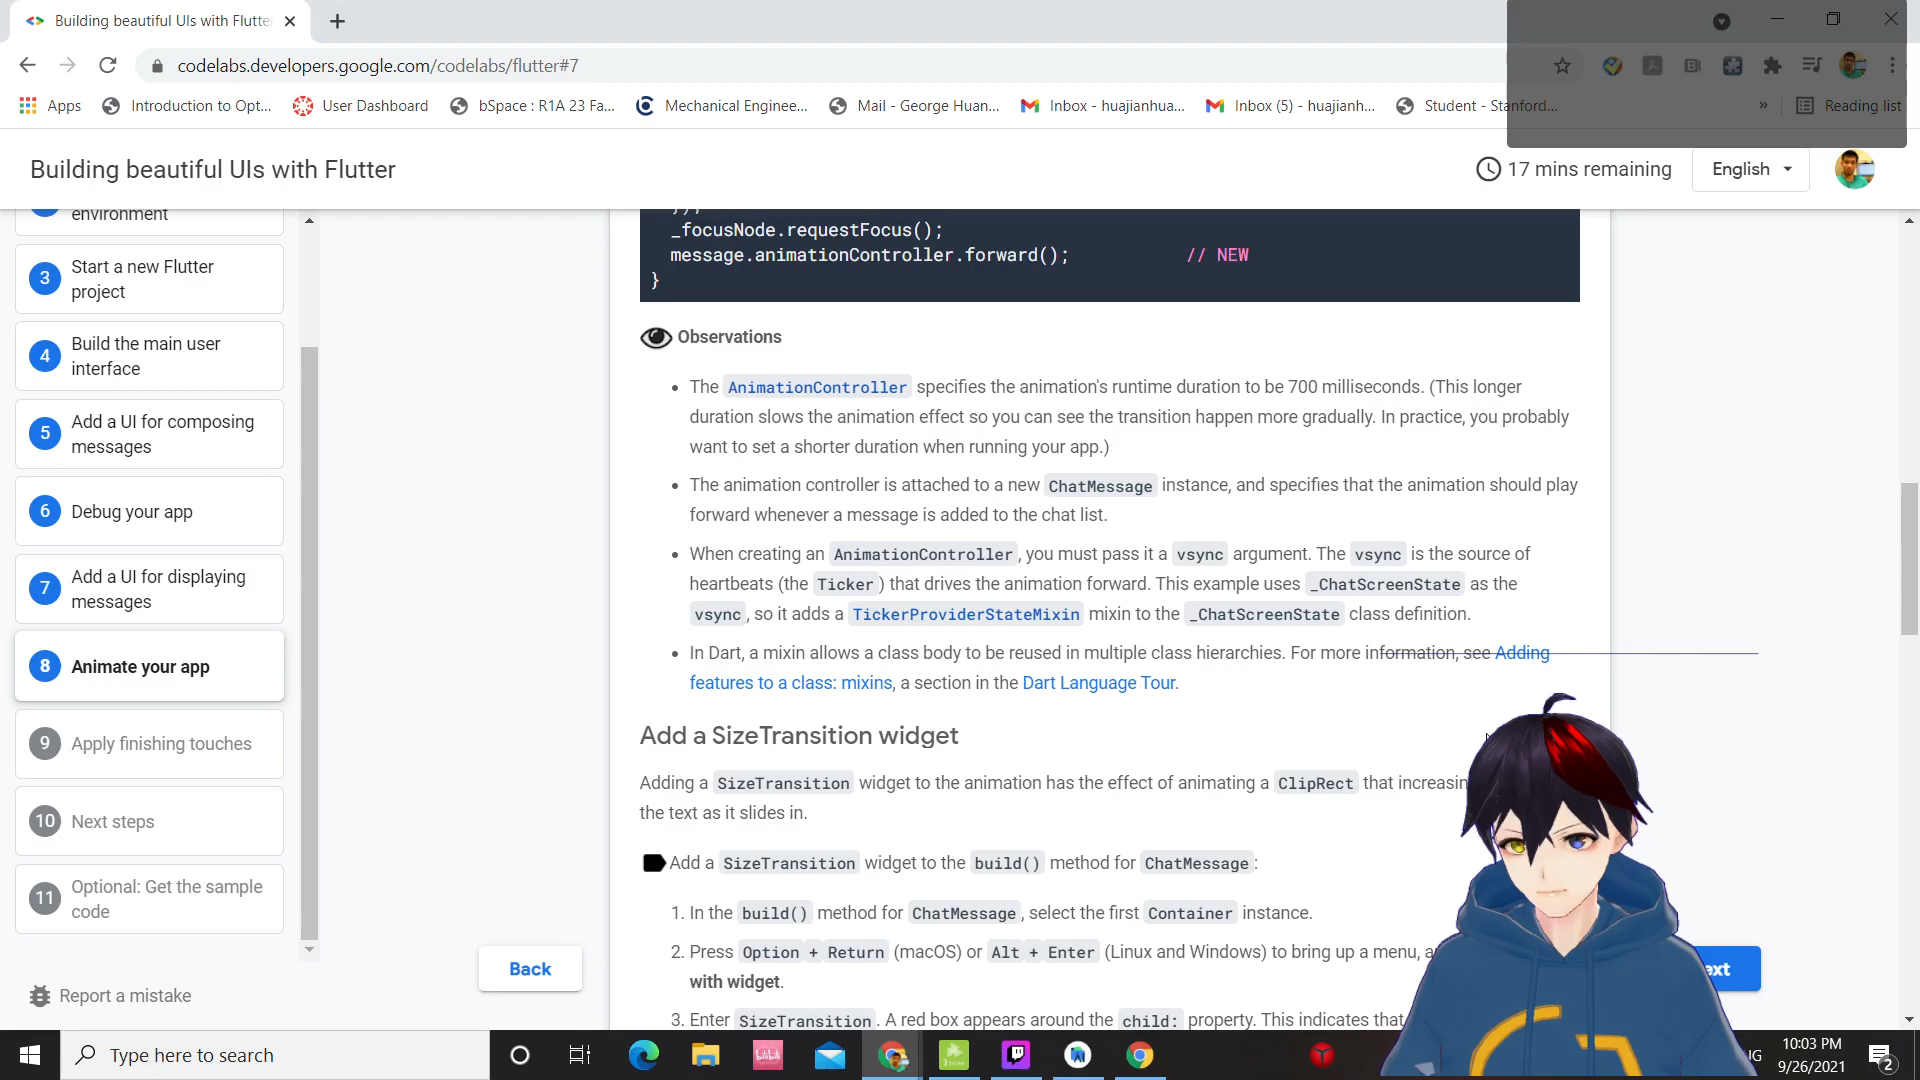 Building beautiful UIs with Flutte
codelabs.developers.google.com/codelabs/flutter#7
Apps
Introduction to Opt...
User Dashboard
bSpace : R1A 23 Fa...
Mechanical Enginee...
Mail - George Huan...
Inbox - huajianhua...
Inbox (5) - huajianh...
Student - Stanford...
»
Reading list
Building beautiful UIs with Flutter
17 mins remaining
English
environment
3 Start a new Flutter
project
4 Build the main user
interface
5 Add a UI for composing
messages
6 Debug your app
7 Add a UI for displaying
messages
8 Animate your app
9 Apply finishing touches
10 Next steps
11 Optional: Get the sample
code
Report a mistake
});
_focusNode.requestFocus();
message.animationController.forward(); // NEW
}
Observations
• The AnimationController specifies the animation's runtime duration to be 700 milliseconds. (This longer
duration slows the animation effect so you can see the transition happen more gradually. In practice, you probably
want to set a shorter duration when running your app.)
• The animation controller is attached to a new ChatMessage instance, and specifies that the animation should play
forward whenever a message is added to the chat list.
• When creating an AnimationController, you must pass it a vsync argument. The vsync is the source of
heartbeats (the Ticker) that drives the animation forward. This example uses _ChatScreenState as the
vsync, so it adds a TickerProviderStateMixin mixin to the _ChatScreenState class definition.
• In Dart, a mixin allows a class body to be reused in multiple class hierarchies. For more information, see Adding
features to a class: mixins, a section in the Dart Language Tour.
Add a SizeTransition widget
Adding a SizeTransition widget to the animation has the effect of animating a ClipRect that increasin
the text as it slides in.
Add a SizeTransition widget to the build() method for ChatMessage:
1. In the build() method for ChatMessage, select the first Container instance.
2. Press Option + Return (macOS) or Alt + Enter (Linux and Windows) to bring up a menu, a
with widget.
3. Enter SizeTransition. A red box appears around the child: property. This indicates that
Back
ext
Type here to search
IG
10:03 PM
9/26/2021
2